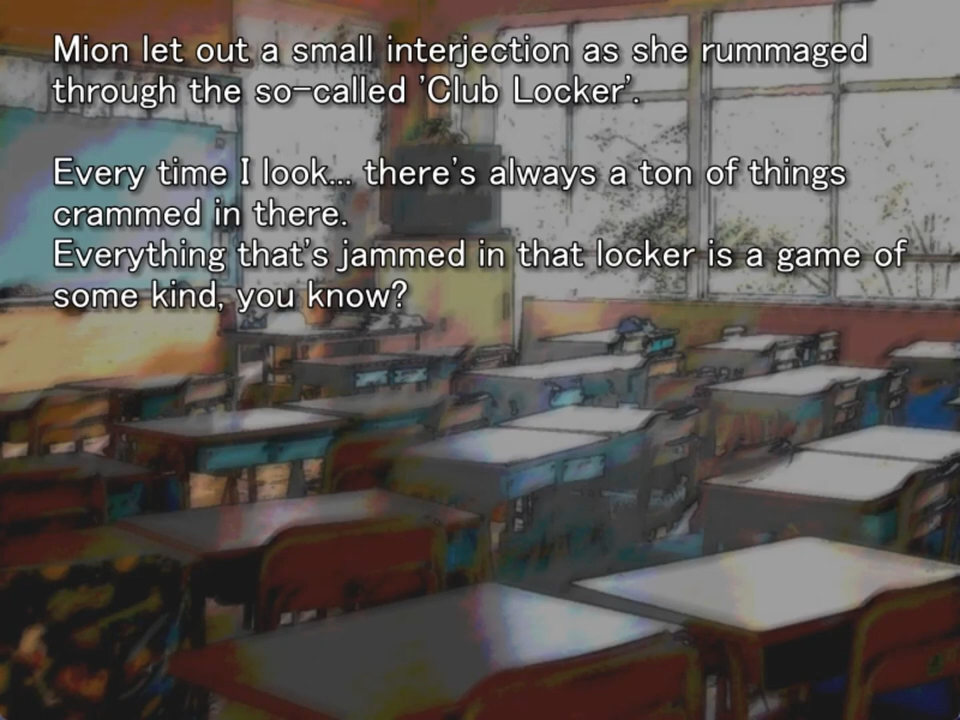 Mion let out a small interjection as she rummaged
through the so-called 'Club Locker'.
Every time I look... there's always a ton of things
crammed in there.
Everything that's jammed in that locker is a game of
some kind, you know?